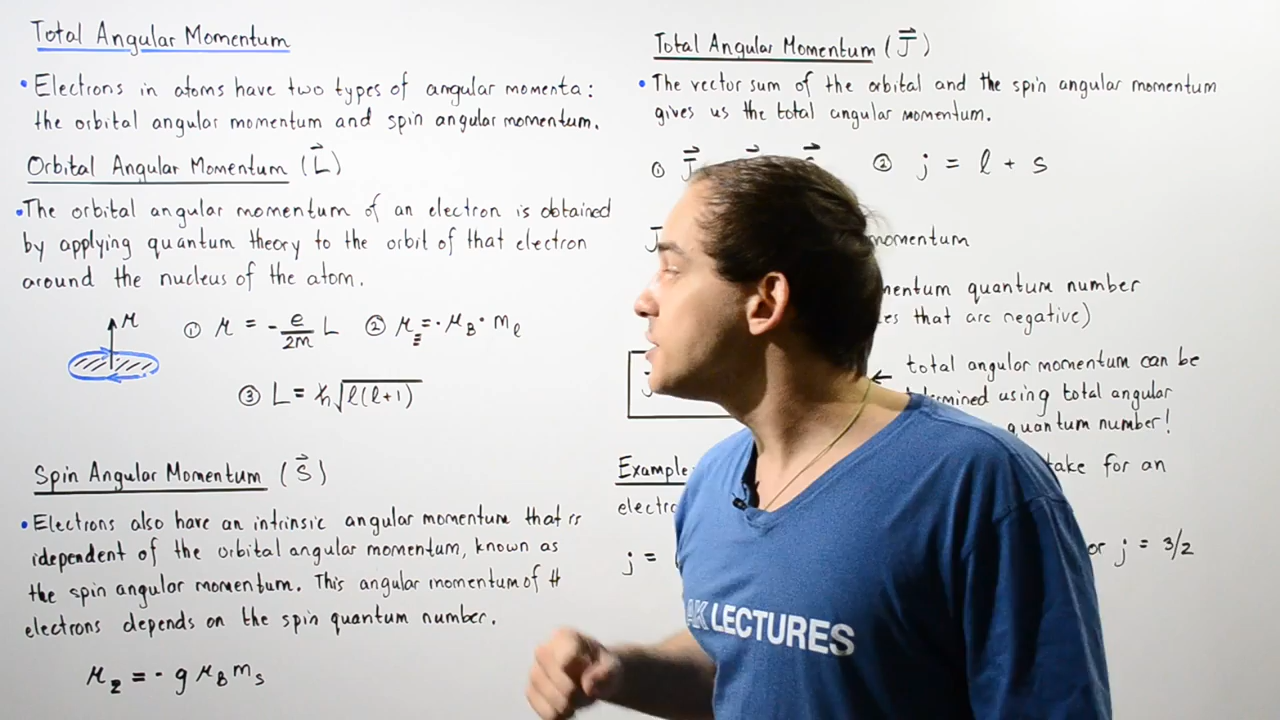 Total Angular Momentum
• Electrons in atoms have two types of angular momenta:
the orbital angular momentum and spin angular momentum.
Orbital Angular Momentum (L⃗)
• The orbital angular momentum of an electron is obtained
by applying quantum theory to the orbit of that electron
around the nucleus of the atom.
μ
① μ = - e/2m L ② μz = - μB · mℓ
③ L = ℏ√ℓ(ℓ+1)
Spin Angular Momentum (S⃗)
• Electrons also have an intrinsic angular momentum that is
idependent of the orbital angular momentum, known as
the spin angular momentum. This angular momentum of
electrons depends on the spin quantum number.
μz = - g μB ms
Total Angular Momentum (J⃗)
• The vector sum of the orbital and the spin angular momentum
gives us the total angular momentum.
① J⃗ ② j = ℓ + s
J momentum
quantum number
that are negative)
← total angular momentum can be
using total angular
quantum number!
Example
take for an
j = or j = 3/2
AK LECTURES